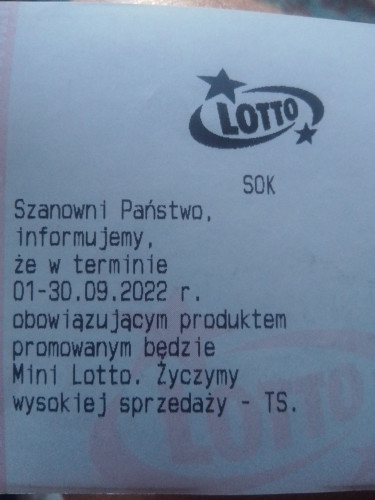 LOTTO
SOK
Szanowni Państwo,
informujemy,
że w terminie
01-30.09.2022 r.
obowiązującym produktem
promowanym będzie
Mini Lotto. Życzymy
wysokiej sprzedaży - TS.
LOTTO